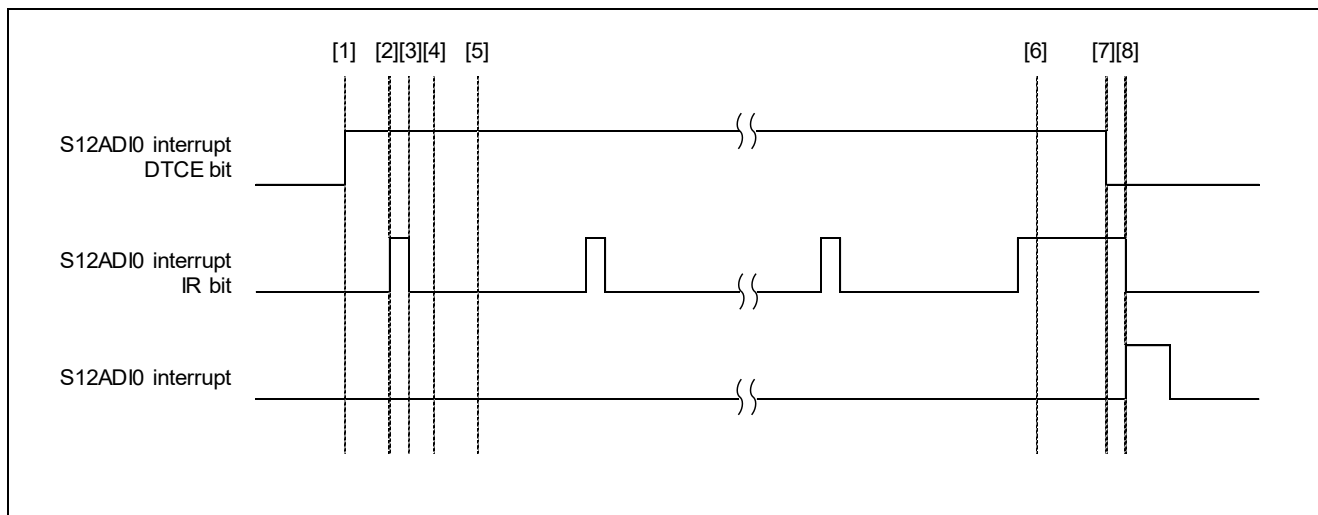 [1] [2][3][4] [5] [6] [7][8]
S12ADI0 interrupt
DTCE bit
S12ADI0 interrupt
IR bit
S12ADI0 interrupt